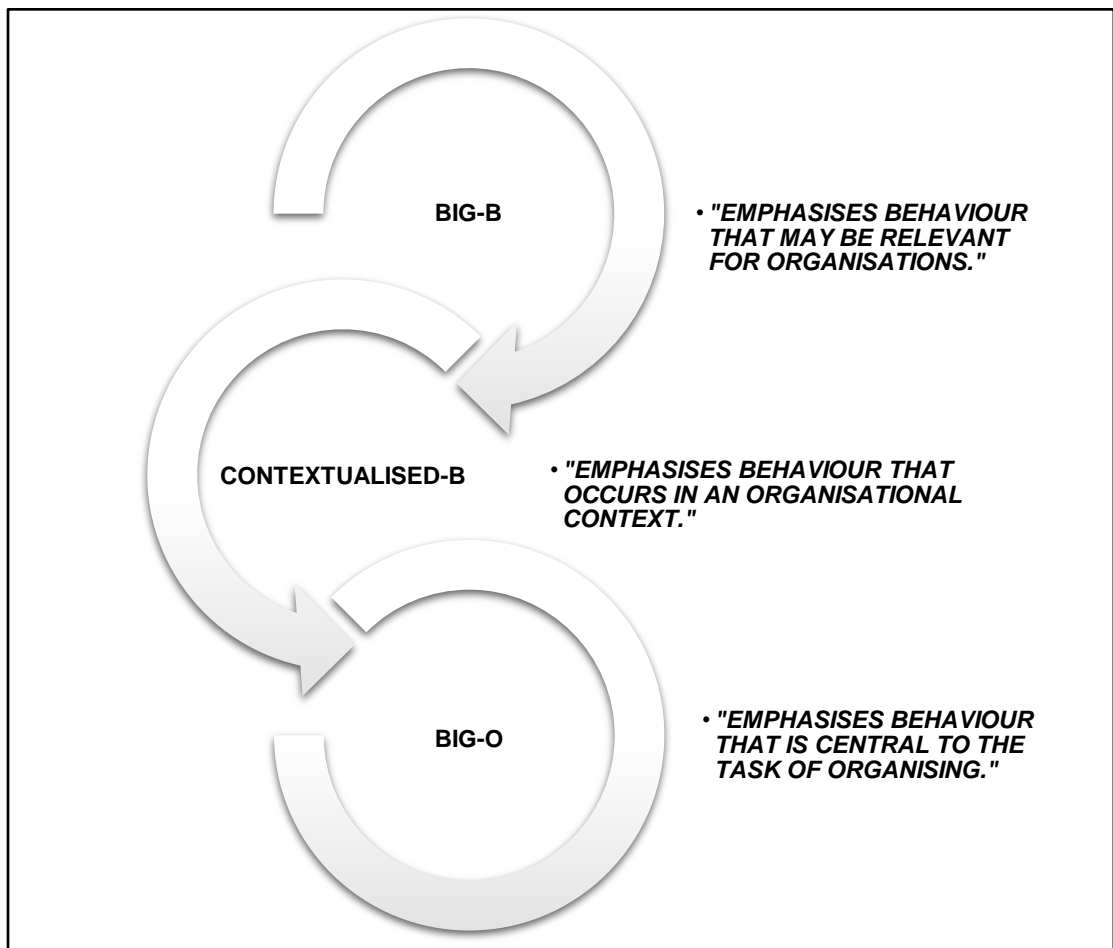 BIG-B
• "EMPHASISES BEHAVIOUR
THAT MAY BE RELEVANT
FOR ORGANISATIONS."
CONTEXTUALISED-B
• "EMPHASISES BEHAVIOUR THAT
OCCURS IN AN ORGANISATIONAL
CONTEXT."
BIG-O
• "EMPHASISES BEHAVIOUR
THAT IS CENTRAL TO THE
TASK OF ORGANISING."